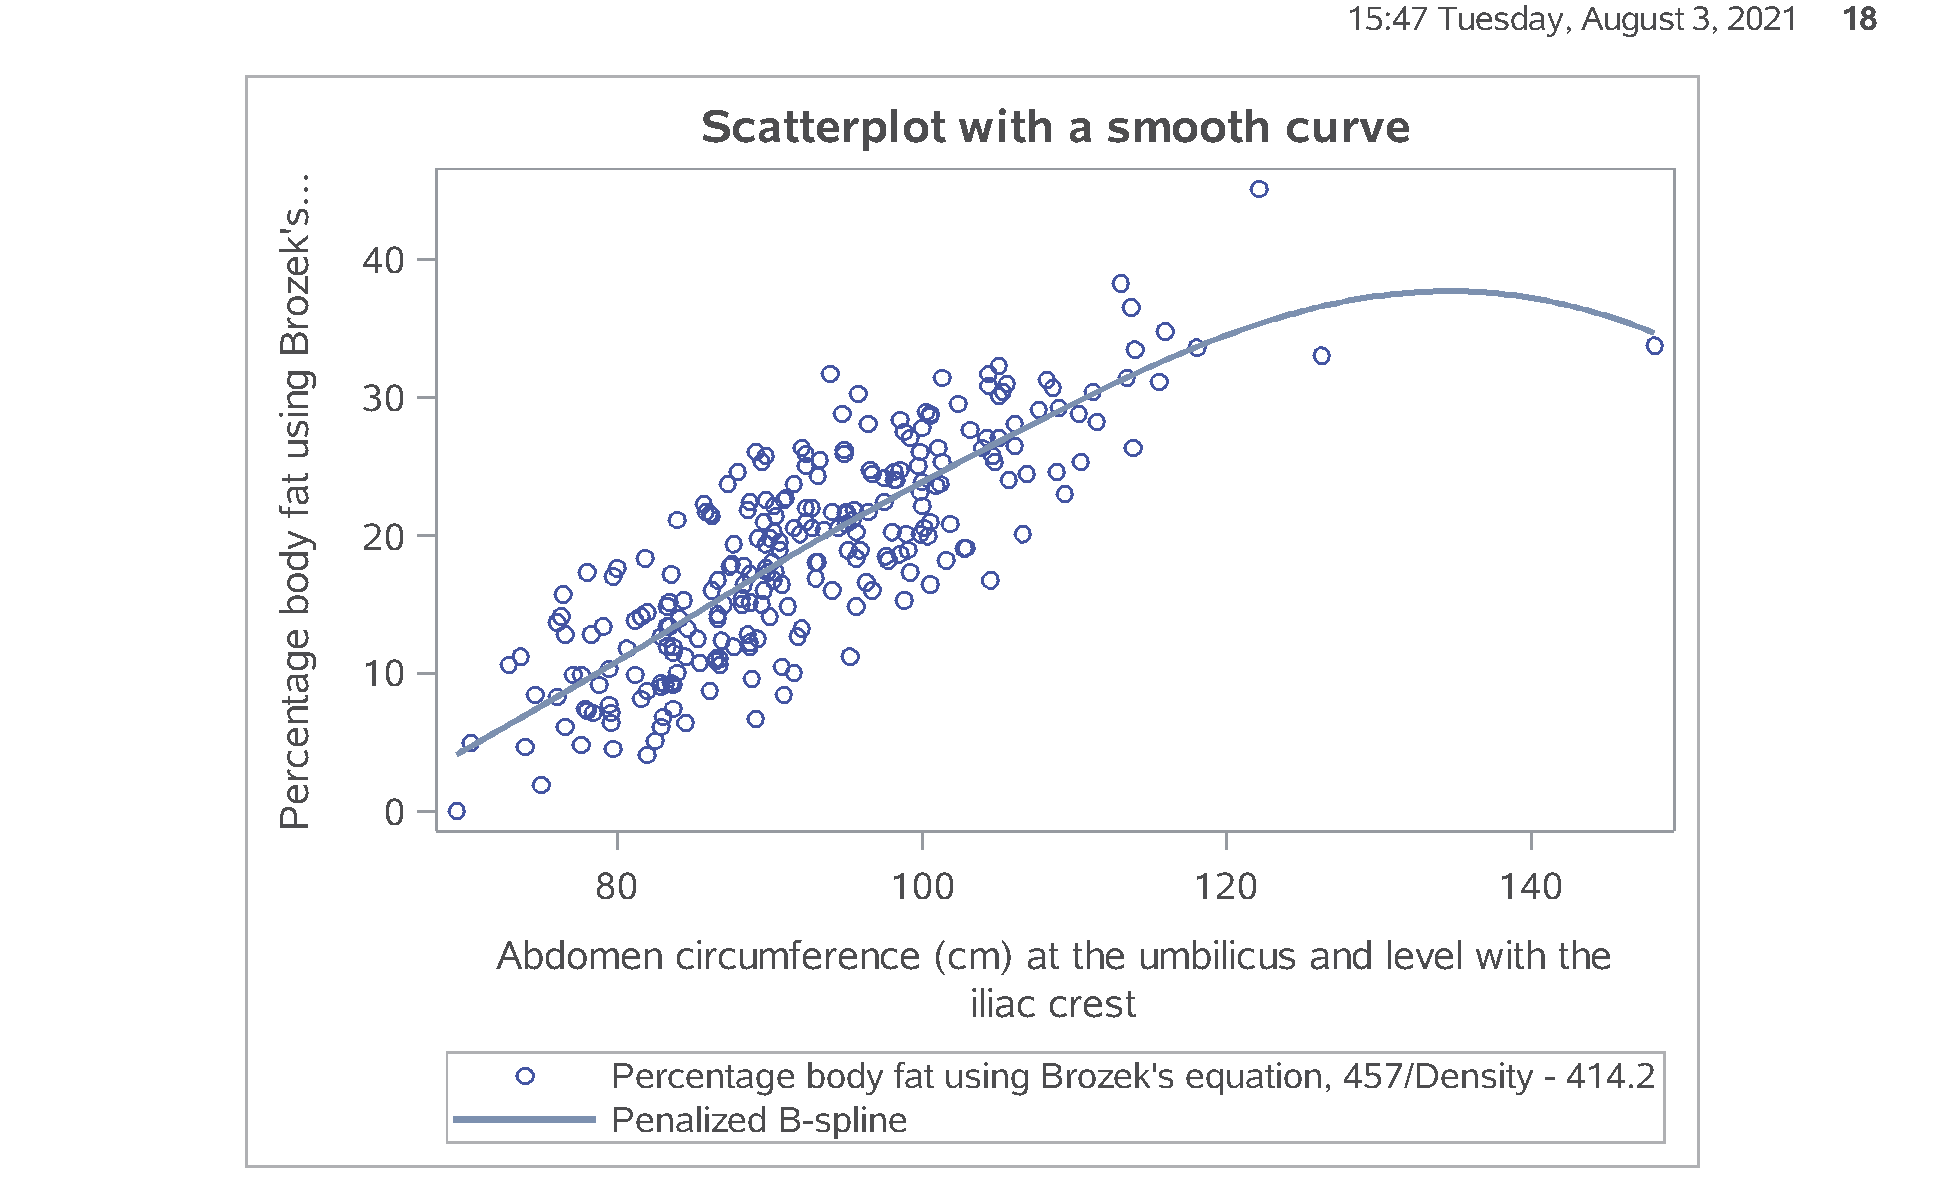 15:47 Tuesday, August 3, 2021 18
Scatterplot with a smooth curve
Percentage body fat using Brozek's...
40
30
20
10
0
80 100 120 140
Abdomen circumference (cm) at the umbilicus and level with the
iliac crest
Percentage body fat using Brozek's equation, 457/Density - 414.2
Penalized B-spline